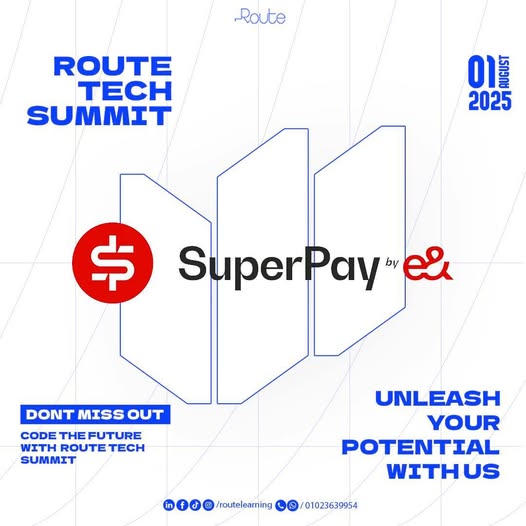 Route
ROUTE
TECH
SUMMIT
01 AUGUST
2025
SuperPay by e&
DONT MISS OUT
CODE THE FUTURE
WITH ROUTE TECH
SUMMIT
UNLEASH
YOUR
POTENTIAL
WITH US
/routelearning / 01023639954